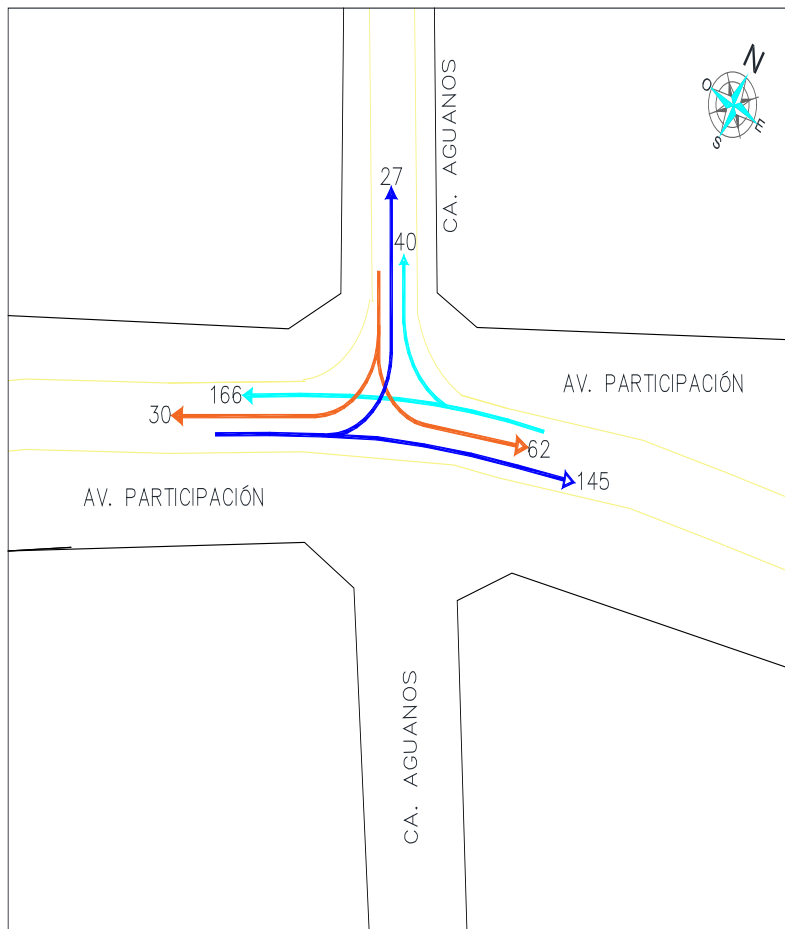 CA. AGUANOS
N
O
E
S
27
40
166
AV. PARTICIPACIÓN
30
62
145
AV. PARTICIPACIÓN
CA. AGUANOS